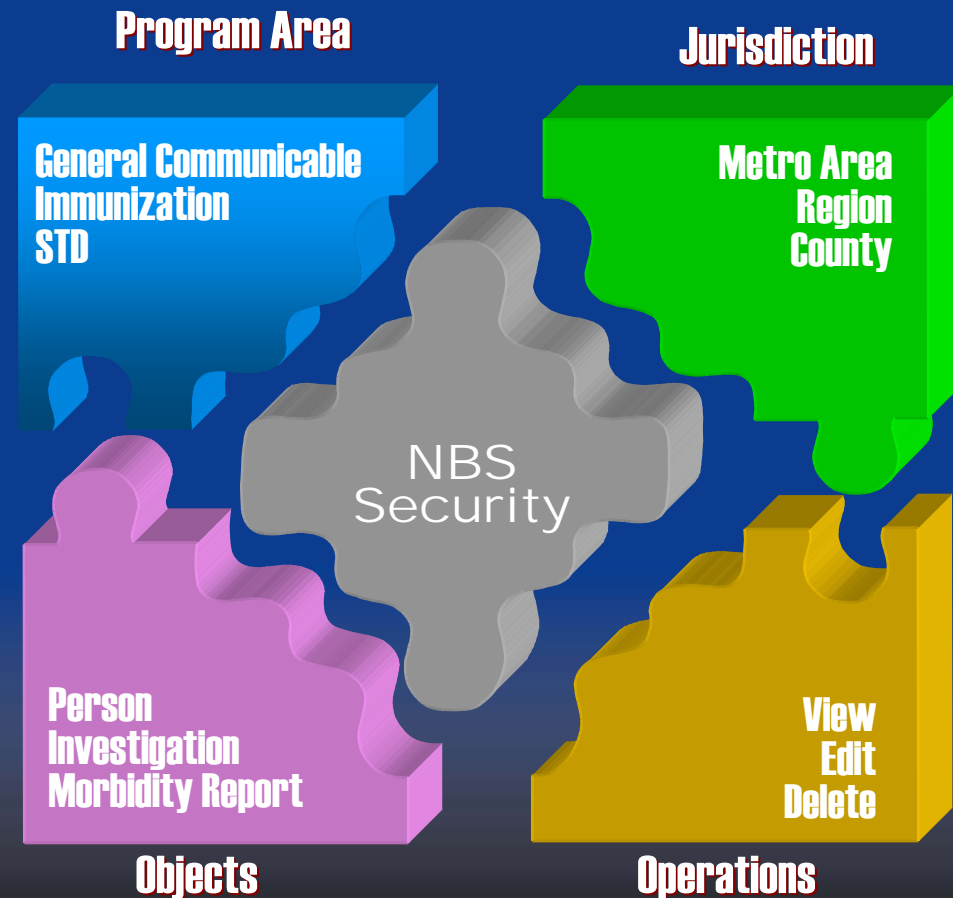 Program Area
Jurisdiction
General Communicable
Immunization
STD
Metro Area
Region
County
NBS
Security
Person
Investigation
Morbidity Report
View
Edit
Delete
Objects
Operations